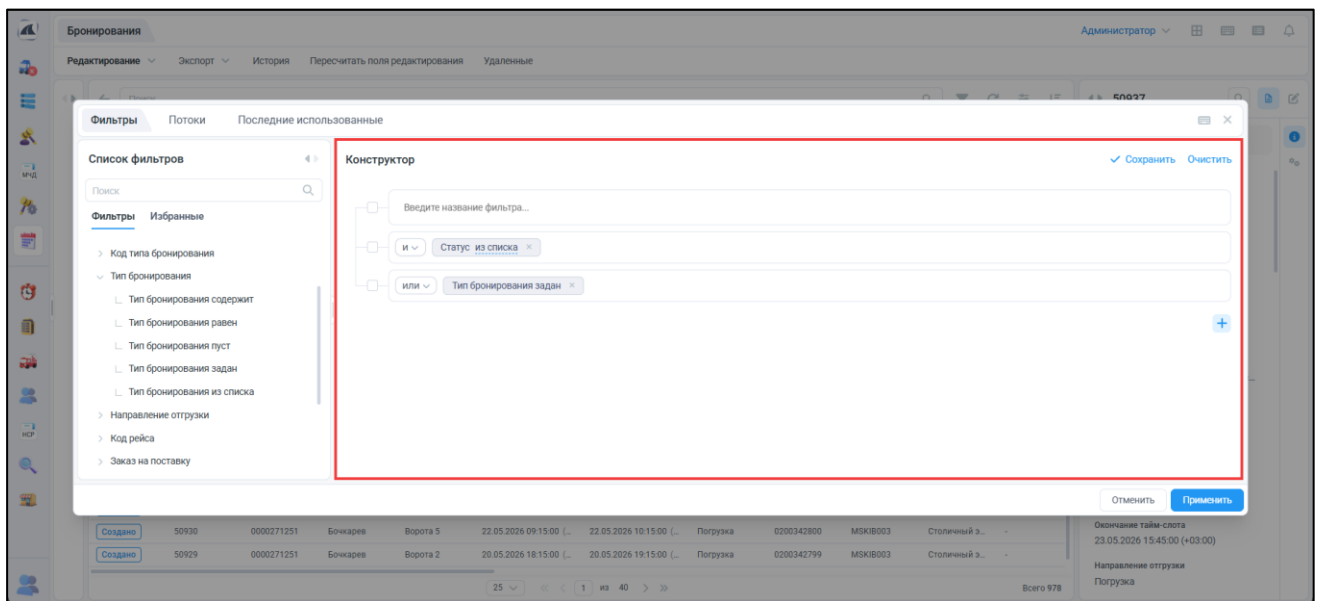 Бронирования
Администратор
Редактирование Экспорт История Пересчитать поля редактирования Удаленные
50937
МЧД
Фильтры Потоки Последние использованные
Список фильтров
Поиск
Фильтры Избранные
Код типа бронирования
Тип бронирования
Тип бронирования содержит
Тип бронирования равен
Тип бронирования пуст
Тип бронирования задан
Тип бронирования из списка
Направление отгрузки
Код рейса
Заказ на поставку
НСР
Конструктор
Сохранить Очистить
Введите название фильтра...
и Статус из списка ×
или Тип бронирования задан ×
+
Отменить Применить
Создано 50930 0000271251 Бочкарев Ворота 5 22.05.2026 09:15:00 (... 22.05.2026 10:15:00 (... Погрузка 0200342800 MSKIB003 Столичный э... -
Создано 50929 0000271251 Бочкарев Ворота 2 20.05.2026 18:15:00 (... 20.05.2026 19:15:00 (... Погрузка 0200342799 MSKIB003 Столичный э... -
25 « < 1 из 40 > »
Всего 978
Окончание тайм-слота
23.05.2026 15:45:00 (+03:00)
Направление отгрузки
Погрузка